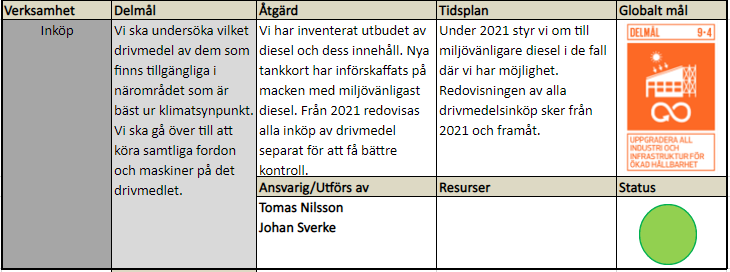 Verksamhet
Delmål
Åtgärd
Tidsplan
Globalt mål
Inköp
Vi ska undersöka vilket
drivmedel av dem som
finns tillgängliga i
närområdet som är
bäst ur klimatsynpunkt.
Vi ska gå över till att
köra samtliga fordon
och maskiner på det
drivmedlet.
Vi har inventerat utbudet av
diesel och dess innehåll. Nya
tankkort har införskaffats på
macken med miljövänligast
diesel. Från 2021 redovisas
alla inköp av drivmedel
separat för att få bättre
kontroll.
Under 2021 styr vi om till
miljövänligare diesel i de fall
där vi har möjlighet.
Redovisningen av alla
drivmedelsinköp sker från
2021 och framåt.
DELMÅL 9·4
UPPGRADERA ALL
INDUSTRI OCH
INFRASTRUKTUR FÖR
ÖKAD HÅLLBARHET
Ansvarig/Utförs av
Resurser
Status
Tomas Nilsson
Johan Sverke